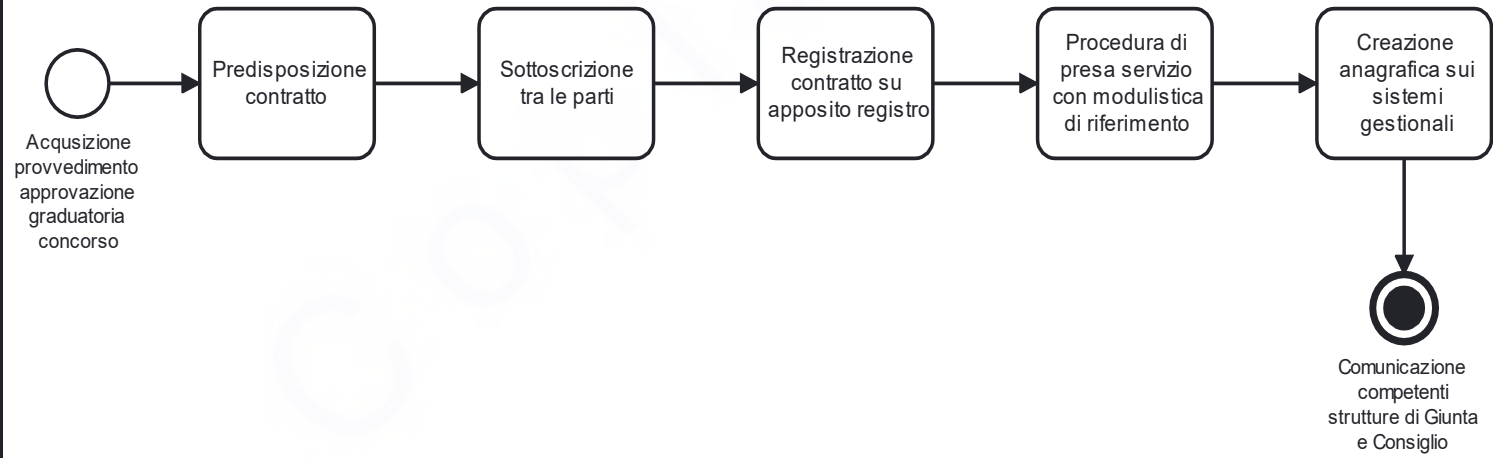 Acqusizione
provvedimento
approvazione
graduatoria
concorso
Predisposizione
contratto
Sottoscrizione
tra le parti
Registrazione
contratto su
apposito registro
Procedura di
presa servizio
con modulistica
di riferimento
Creazione
anagrafica sui
sistemi
gestionali
Comunicazione
competenti
strutture di Giunta
e Consiglio